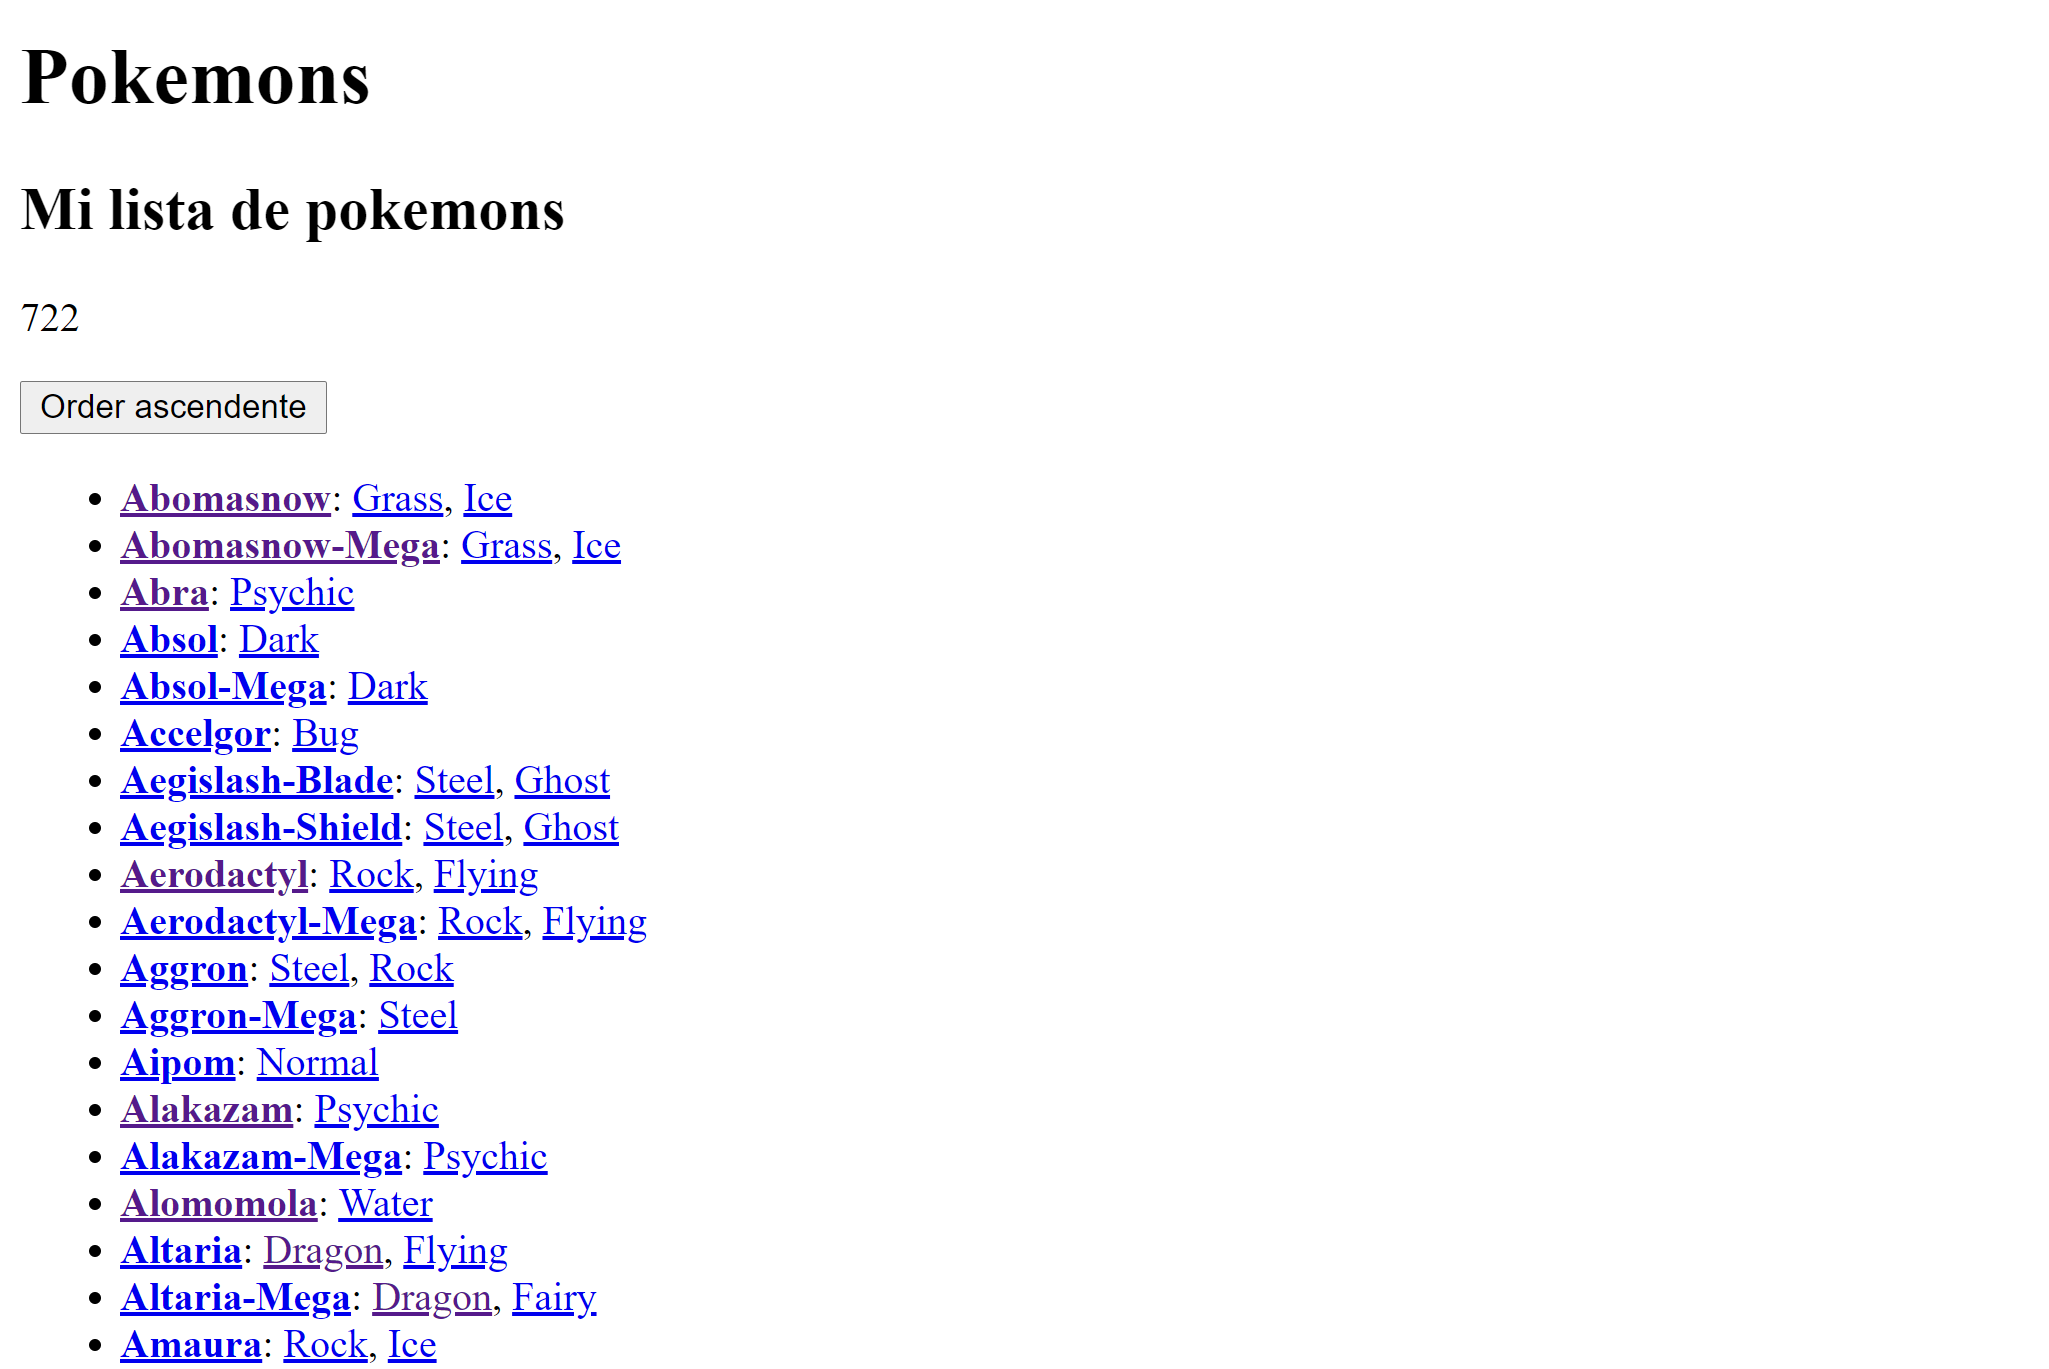 Pokemons
Mi lista de pokemons
722
Order ascendente
Abomasnow: Grass, Ice
Abomasnow-Mega: Grass, Ice
Abra: Psychic
Absol: Dark
Absol-Mega: Dark
Accelgor: Bug
Aegislash-Blade: Steel, Ghost
Aegislash-Shield: Steel, Ghost
Aerodactyl: Rock, Flying
Aerodactyl-Mega: Rock, Flying
Aggron: Steel, Rock
Aggron-Mega: Steel
Aipom: Normal
Alakazam: Psychic
Alakazam-Mega: Psychic
Alomomola: Water
Altaria: Dragon, Flying
Altaria-Mega: Dragon, Fairy
Amaura: Rock, Ice